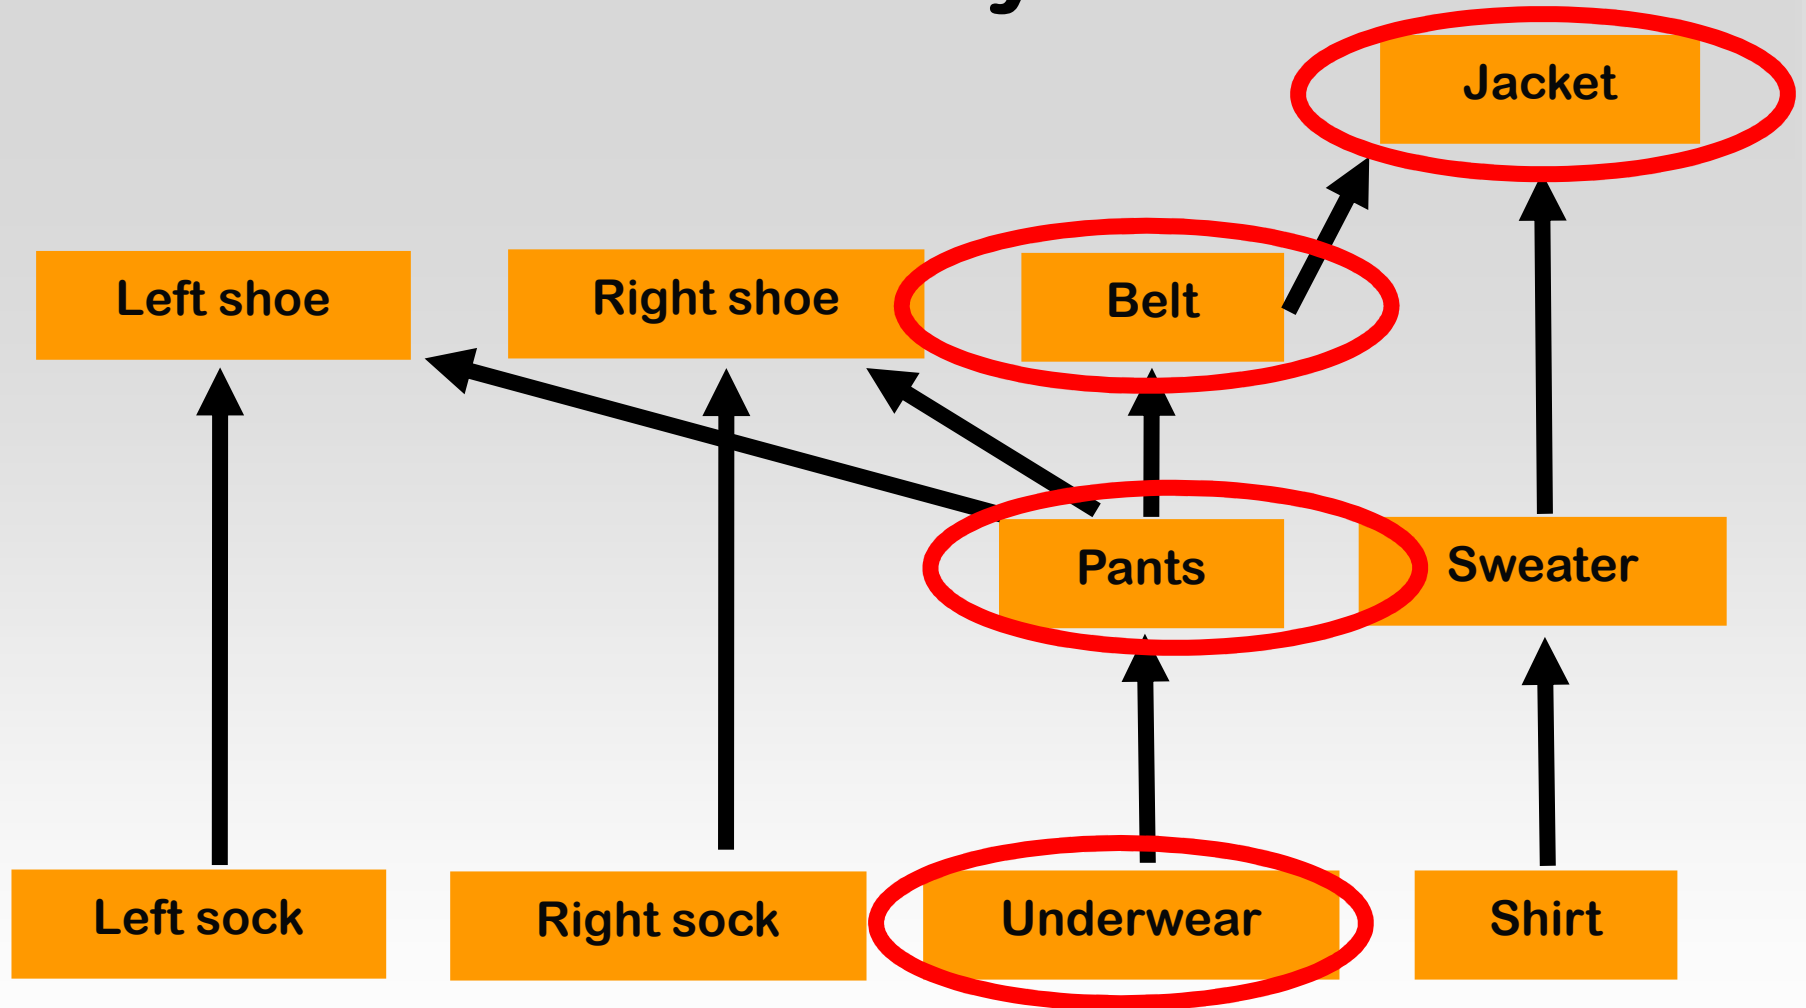 Jacket
Left shoe
Right shoe
Belt
Pants
Sweater
Left sock
Right sock
Underwear
Shirt